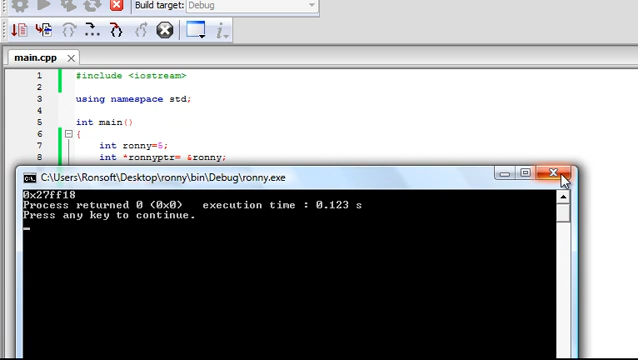 Build target: Debug
main.cpp
1 #include <iostream>
2
3 using namespace std;
4
5 int main()
6 {
7 int ronny=5;
8 int *ronnyptr= &ronny;
C:\Users\Ronsoft\Desktop\ronny\bin\Debug\ronny.exe
0x27ff18
Process returned 0 (0x0) execution time : 0.123 s
Press any key to continue.